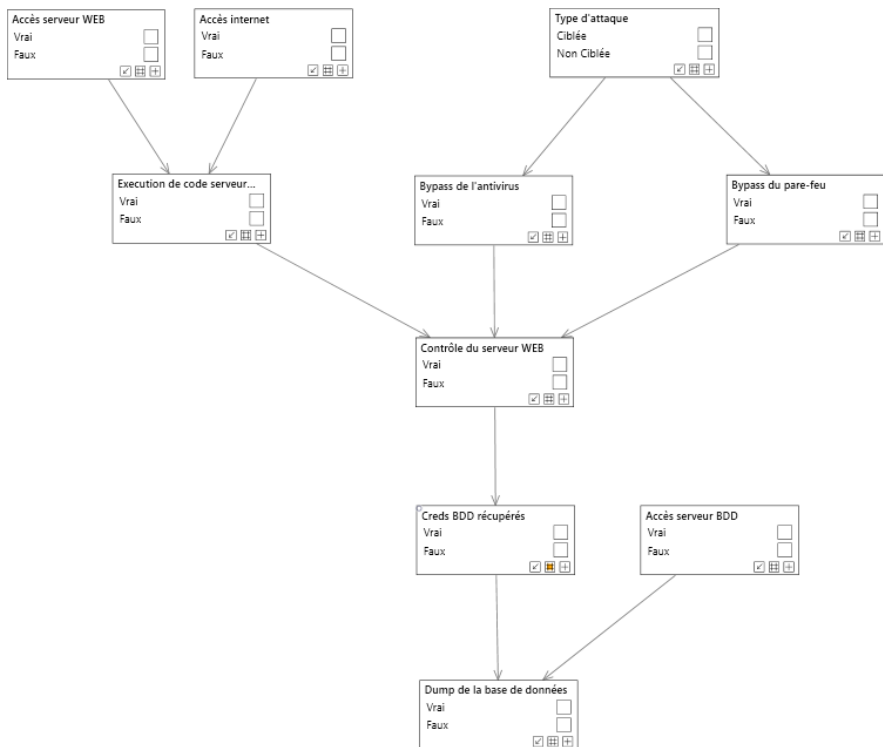 Accès serveur WEB
Vrai
Faux
Accès internet
Vrai
Faux
Type d'attaque
Ciblée
Non Ciblée
Execution de code serveur...
Vrai
Faux
Bypass de l'antivirus
Vrai
Faux
Bypass du pare-feu
Vrai
Faux
Contrôle du serveur WEB
Vrai
Faux
Creds BDD récupérés
Vrai
Faux
Accès serveur BDD
Vrai
Faux
Dump de la base de données
Vrai
Faux